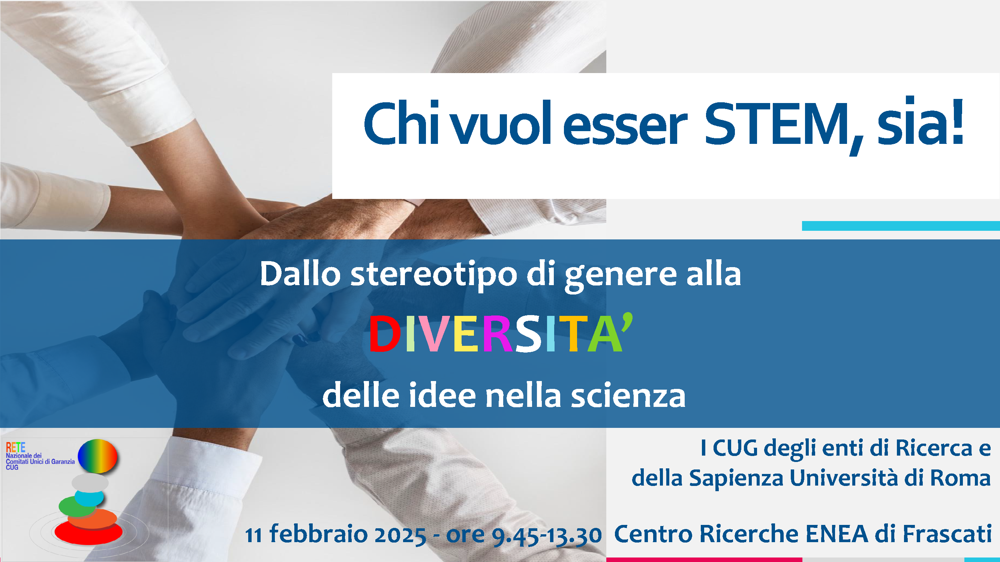 Chi vuol esser STEM, sia!
Dallo stereotipo di genere alla
DIVERSITA’
delle idee nella scienza
RETE
Nazionale dei
Comitati Unici di Garanzia
CUG
I CUG degli enti di Ricerca e
della Sapienza Università di Roma
11 febbraio 2025 - ore 9.45-13.30 Centro Ricerche ENEA di Frascati